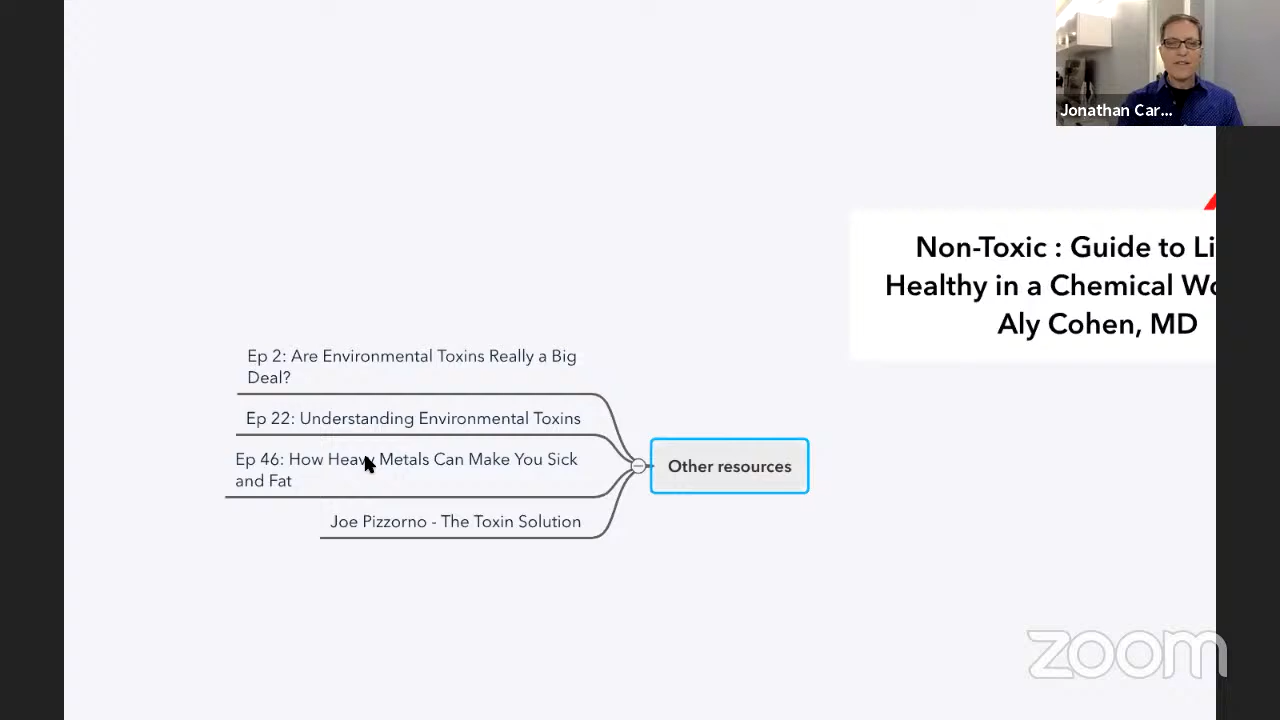 Jonathan Car...
Non-Toxic : Guide to Li
Healthy in a Chemical Wo
Aly Cohen, MD
Ep 2: Are Environmental Toxins Really a Big
Deal?
Ep 22: Understanding Environmental Toxins
Ep 46: How Heavy Metals Can Make You Sick
and Fat
Joe Pizzorno - The Toxin Solution
Other resources
zoom